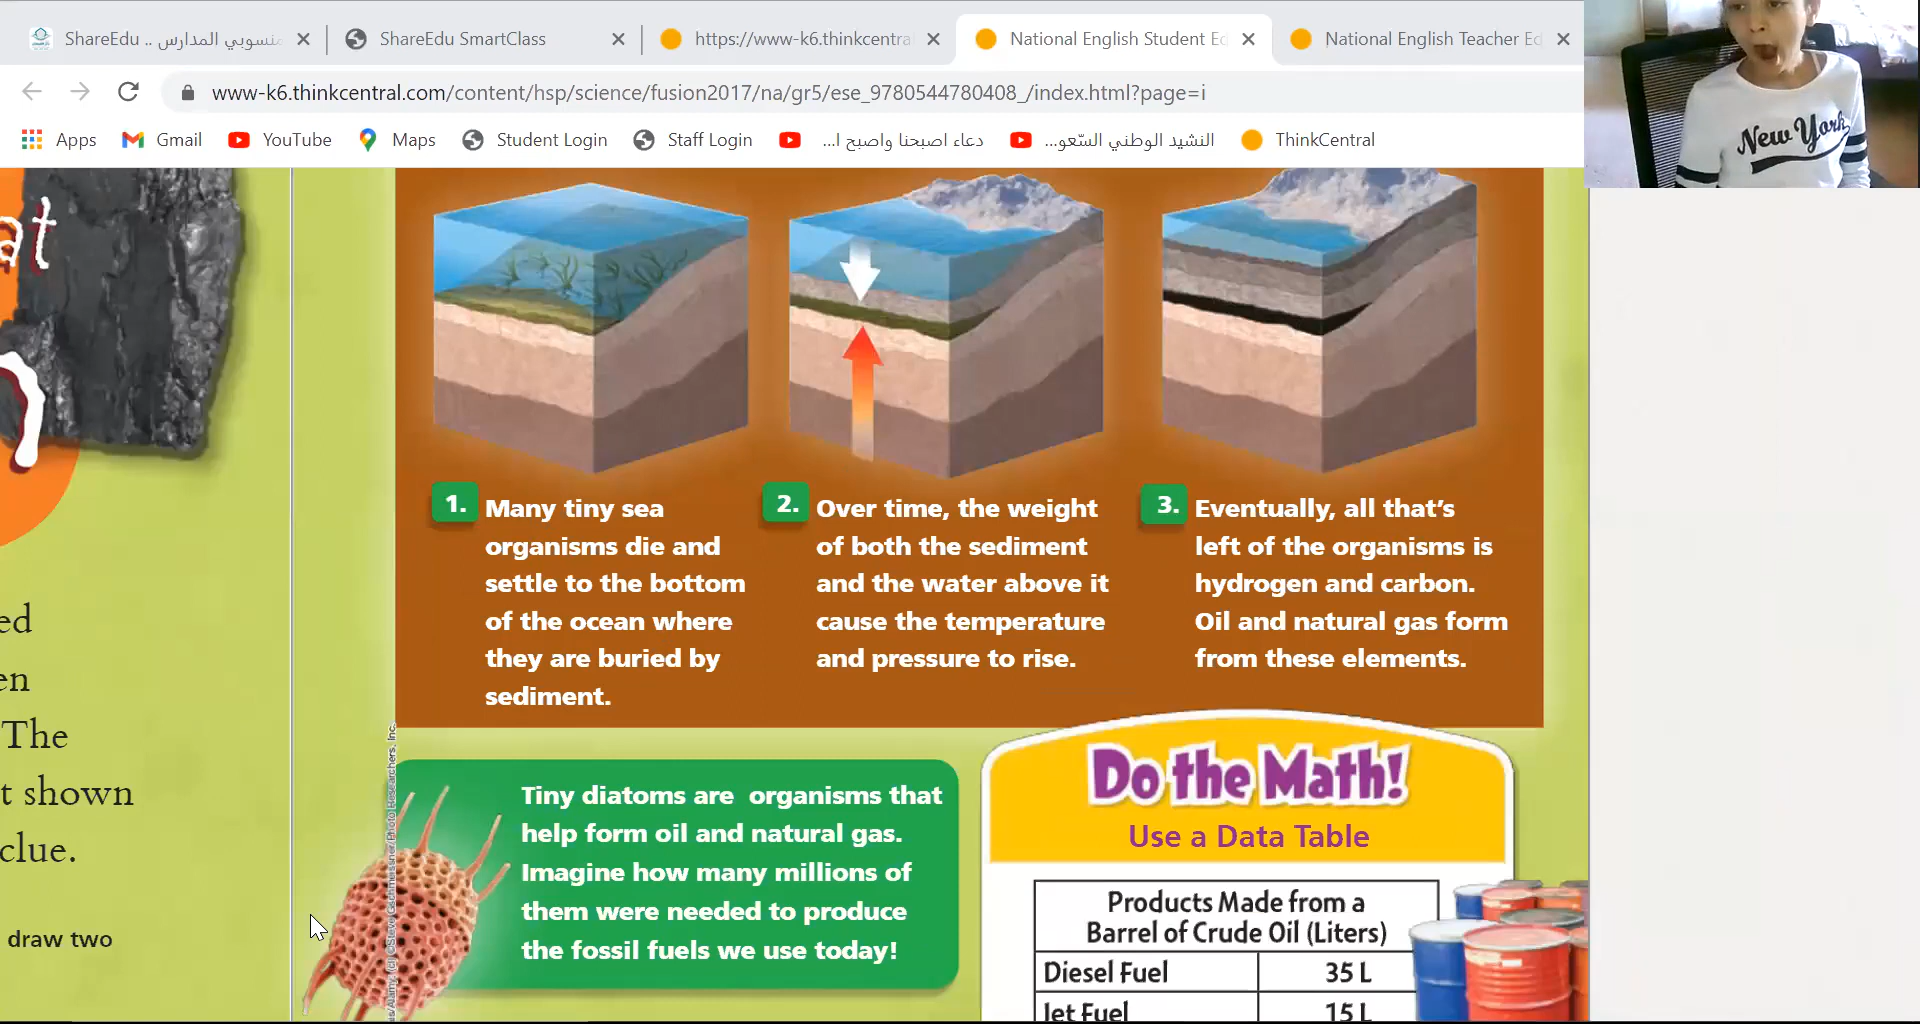 ShareEdu .. منسوبي المدارس
ShareEdu SmartClass
https://www-k6.thinkcentral
National English Student Ed
National English Teacher Ed
www-k6.thinkcentral.com/content/hsp/science/fusion2017/na/gr5/ese_9780544780408_/index.html?page=i
Apps
Gmail
YouTube
Maps
Student Login
Staff Login
دعاء اصبحنا واصبح ا...
النشيد الوطني السّعو...
ThinkCentral
New York
at
ed
en
The
t shown
clue.
draw two
1. Many tiny sea
organisms die and
settle to the bottom
of the ocean where
they are buried by
sediment.
2. Over time, the weight
of both the sediment
and the water above it
cause the temperature
and pressure to rise.
3. Eventually, all that's
left of the organisms is
hydrogen and carbon.
Oil and natural gas form
from these elements.
Tiny diatoms are organisms that
help form oil and natural gas.
Imagine how many millions of
them were needed to produce
the fossil fuels we use today!
Do the Math!
Use a Data Table
Products Made from a
Barrel of Crude Oil (Liters)
Diesel Fuel 35 L
Jet Fuel 15 L